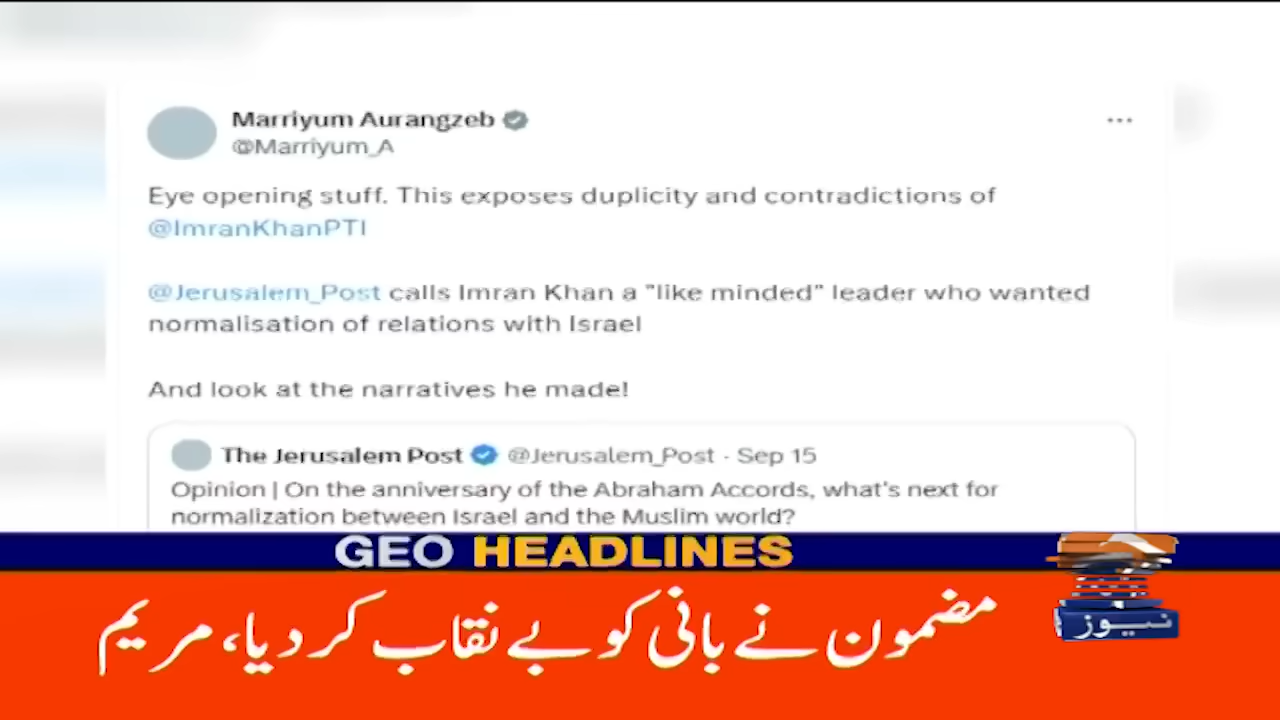 Marriyum Aurangzeb
@Marriyum_A
Eye opening stuff. This exposes duplicity and contradictions of
@ImranKhanPTI
@Jerusalem_Post calls Imran Khan a "like minded" leader who wanted
normalisation of relations with Israel
And look at the narratives he made!
The Jerusalem Post @Jerusalem_Post · Sep 15
Opinion | On the anniversary of the Abraham Accords, what's next for
normalization between Israel and the Muslim world?
GEO HEADLINES
نیوز
مضمون نے بانی کو بے نقاب کر دیا، مریم